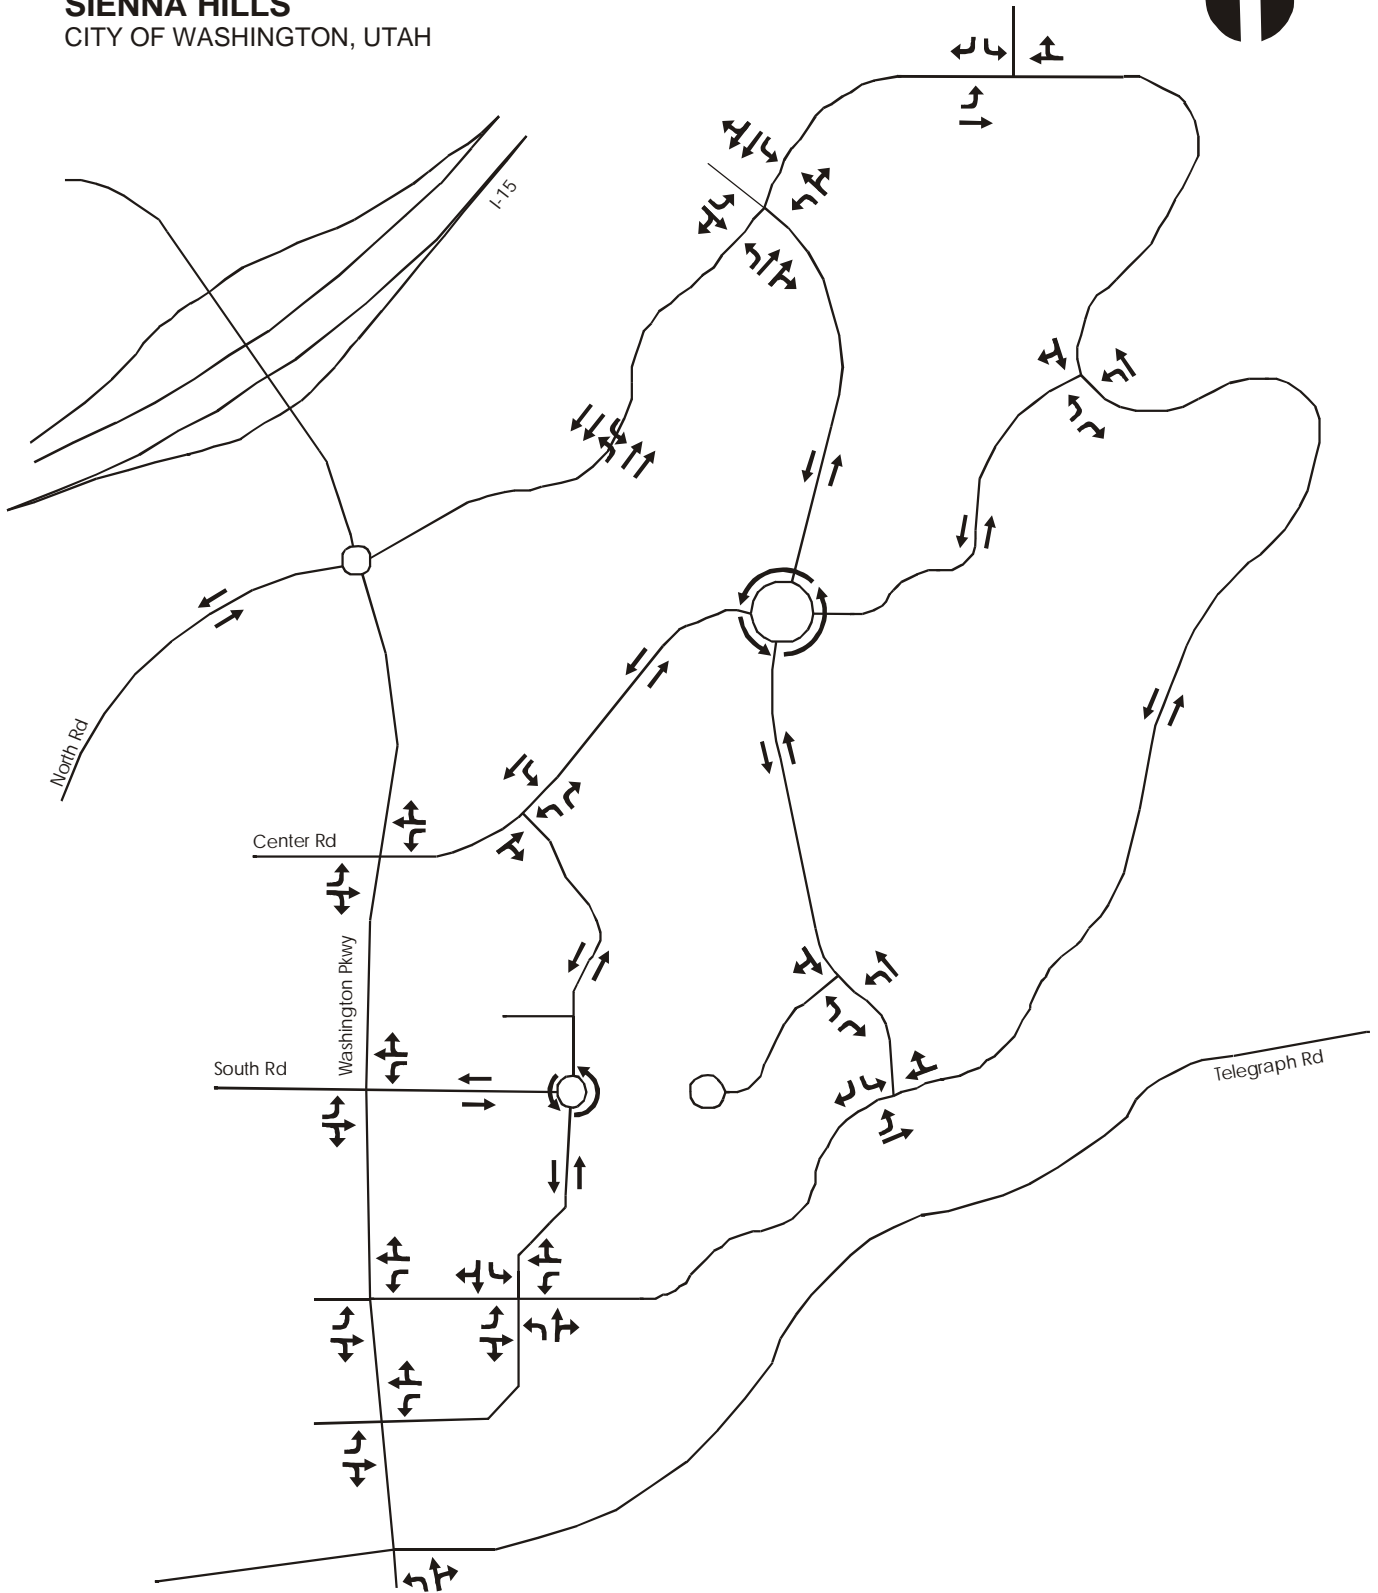 SIENNA HILLS
CITY OF WASHINGTON, UTAH
I-15
North Rd
Center Rd
Washington Pkwy
South Rd
Telegraph Rd